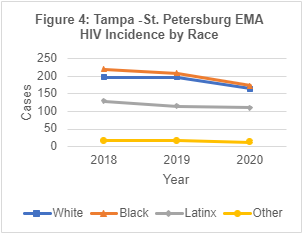 Figure 4: Tampa -St. Petersburg EMA
HIV Incidence by Race
250
200
150
100
50
0
Cases
2018 2019 2020
Year
White Black Latinx Other